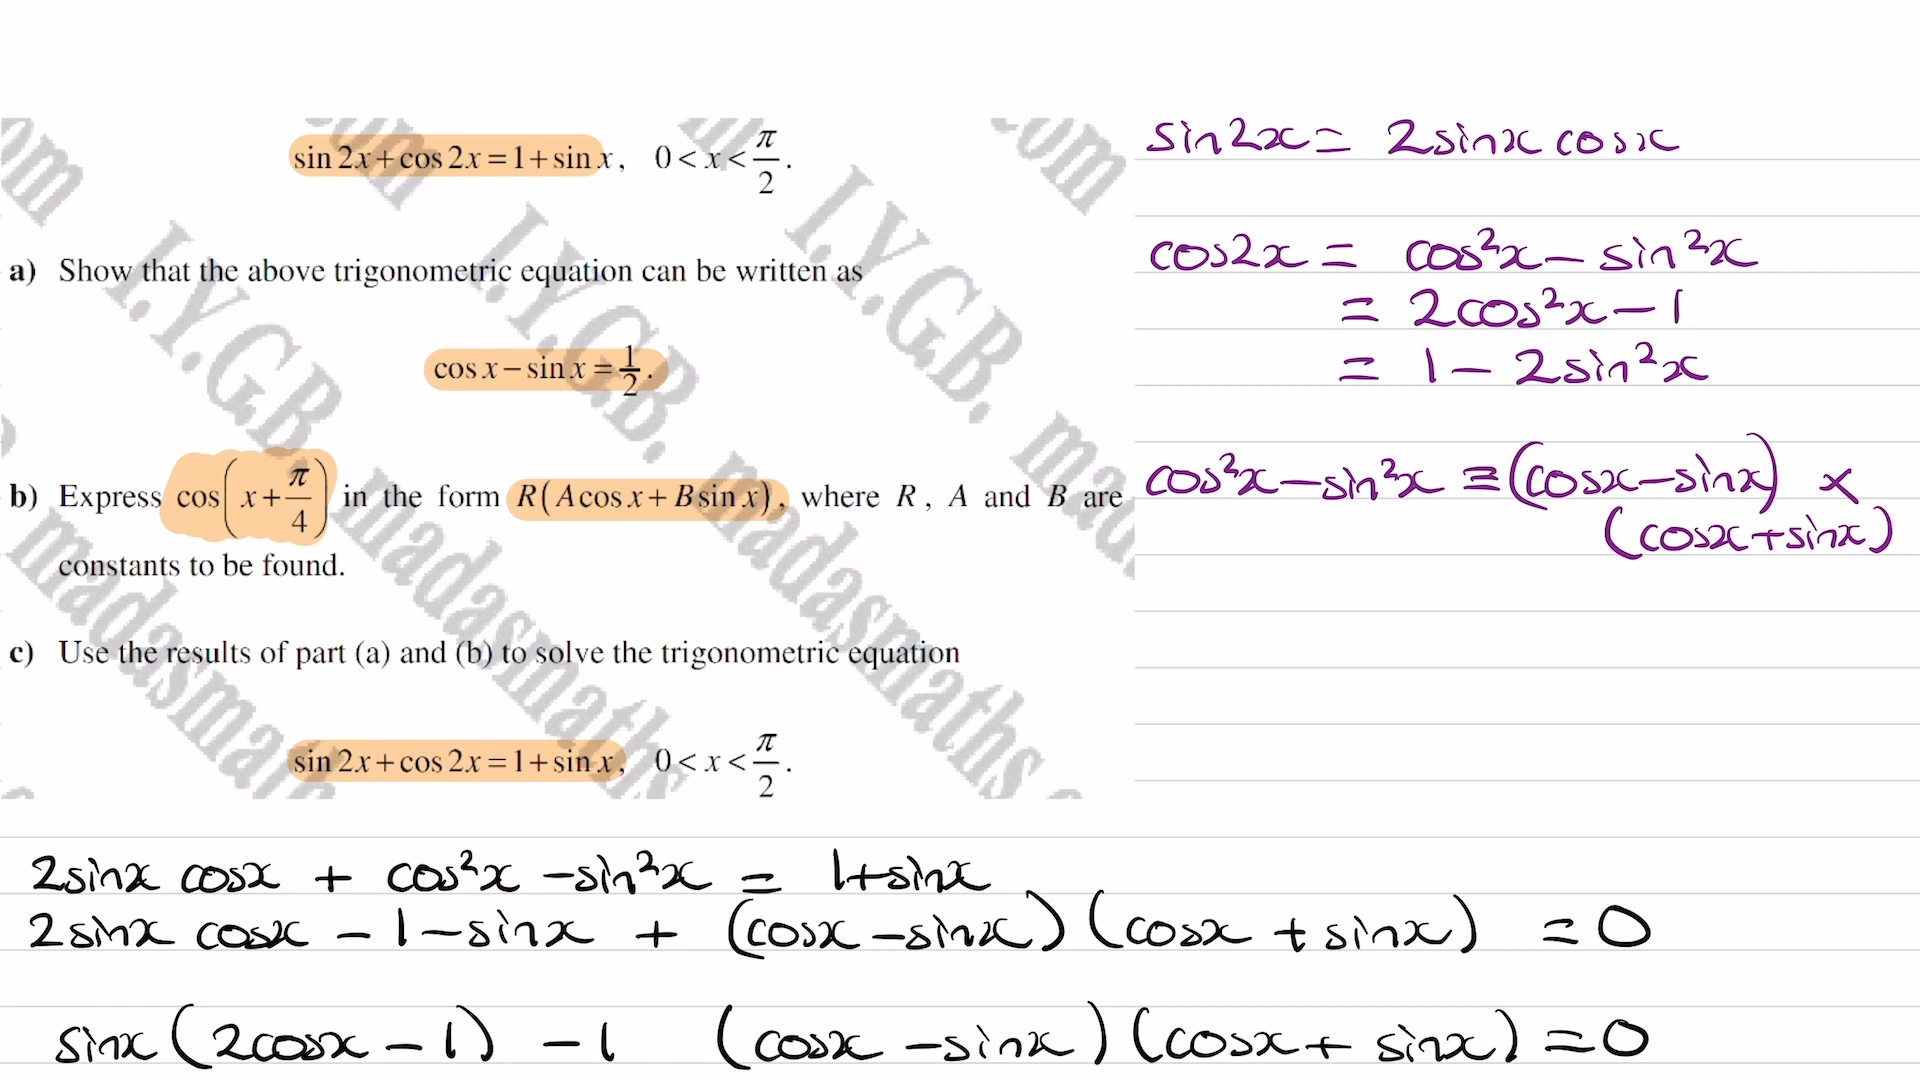 sin 2x + cos 2x = 1 + sin x, 0 < x < π/2.
a) Show that the above trigonometric equation can be written as
cos x − sin x = 1/2.
b) Express cos(x + π/4) in the form R(A cos x + B sin x), where R, A and B are
constants to be found.
c) Use the results of part (a) and (b) to solve the trigonometric equation
sin 2x + cos 2x = 1 + sin x, 0 < x < π/2.
sin2x = 2sinx cosx
cos2x = cos²x − sin²x
= 2cos²x − 1
= 1 − 2sin²x
cos²x − sin²x ≡ (cosx − sinx) ×
(cosx + sinx)
2sinx cosx + cos²x − sin²x = 1 + sinx
2sinx cosx − 1 − sinx + (cosx − sinx)(cosx + sinx) = 0
sinx(2cosx − 1) − 1 (cosx − sinx)(cosx + sinx) = 0
I.Y.G.B. madasmaths.com